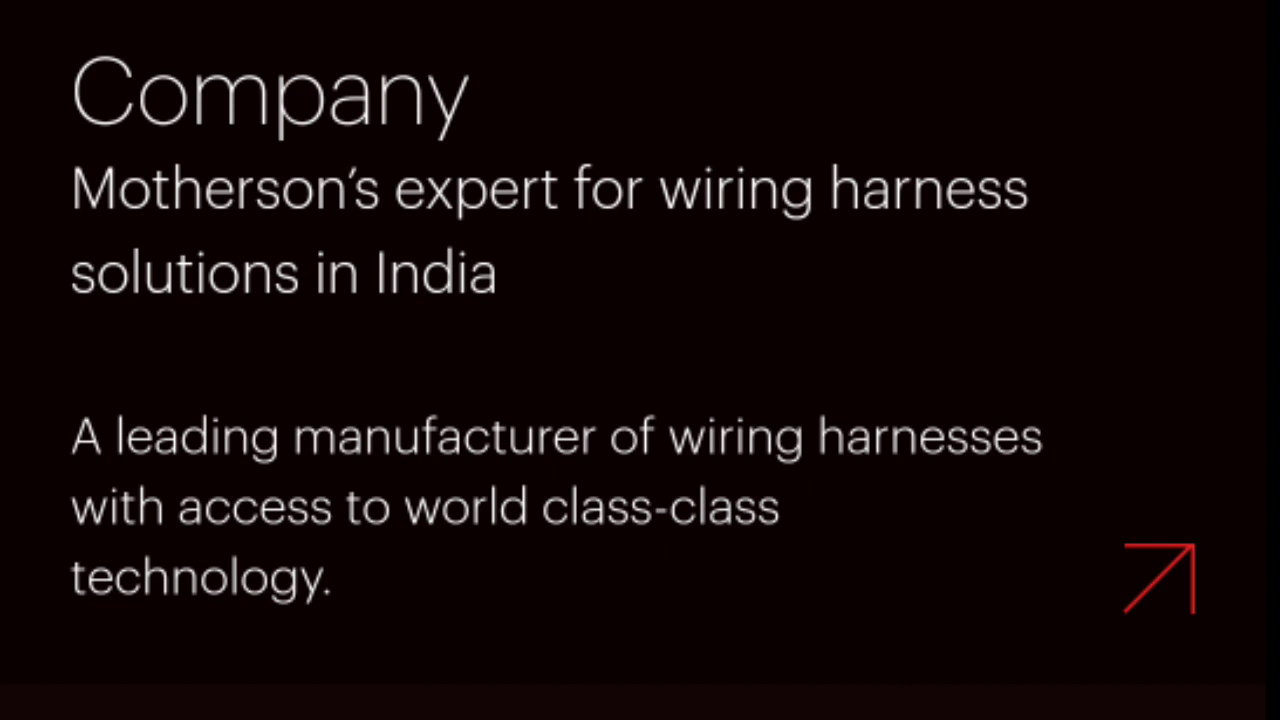 Company
Motherson’s expert for wiring harness
solutions in India
A leading manufacturer of wiring harnesses
with access to world class-class
technology.